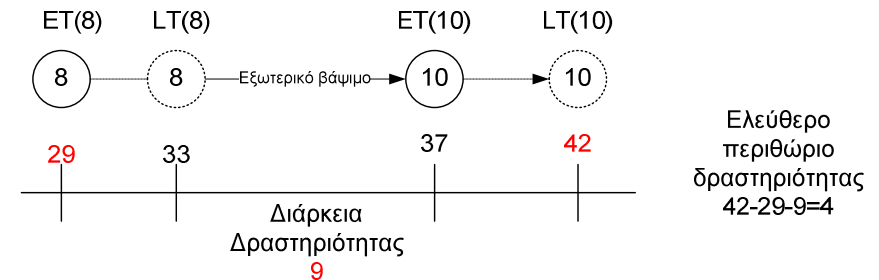 ET(8) LT(8) ET(10) LT(10)
8 8 Εξωτερικό βάψιμο 10 10
29 33 37 42
Ελεύθερο
περιθώριο
δραστηριότητας
42-29-9=4
Διάρκεια
Δραστηριότητας
9